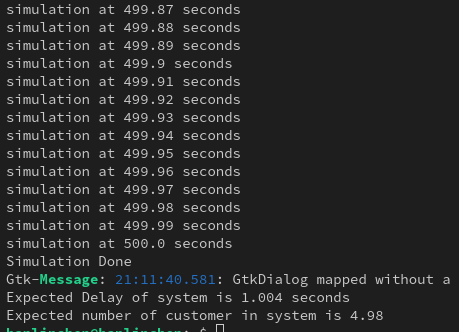 simulation at 499.87 seconds
simulation at 499.88 seconds
simulation at 499.89 seconds
simulation at 499.9 seconds
simulation at 499.91 seconds
simulation at 499.92 seconds
simulation at 499.93 seconds
simulation at 499.94 seconds
simulation at 499.95 seconds
simulation at 499.96 seconds
simulation at 499.97 seconds
simulation at 499.98 seconds
simulation at 499.99 seconds
simulation at 500.0 seconds
Simulation Done
Gtk-Message: 21:11:40.581: GtkDialog mapped without a
Expected Delay of system is 1.004 seconds
Expected number of customer in system is 4.98